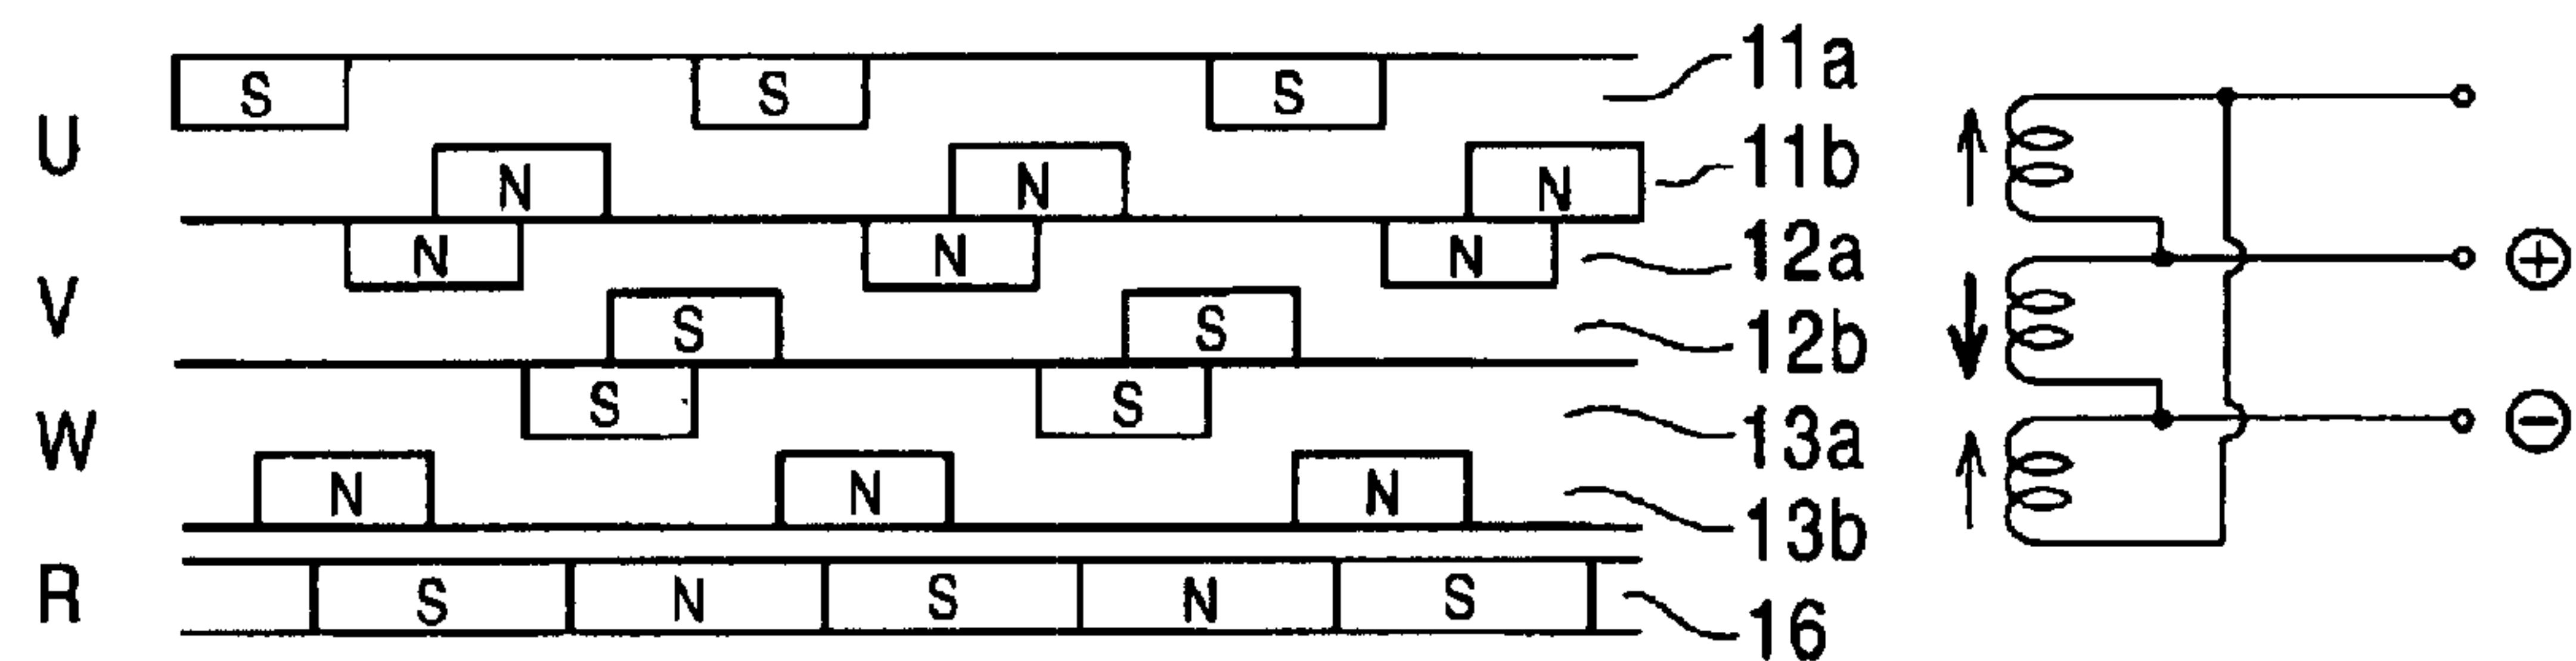 S S S 11a
U
N N N 11b
N N N 12a
V
S S 12b
S S 13a
W
N N N 13b
R S N S N S 16
⊕
⊖